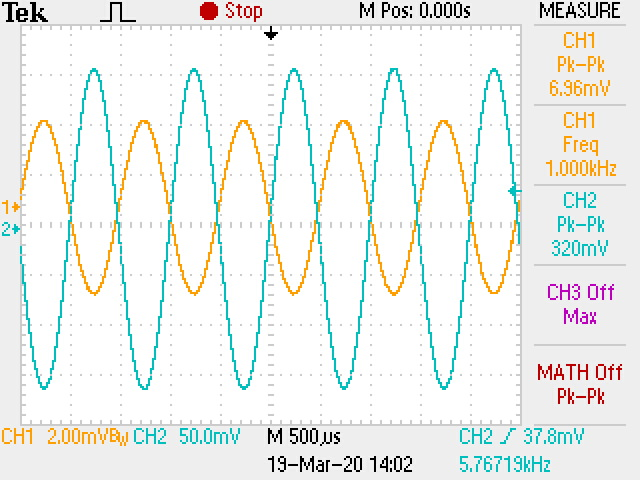 Tek Stop M Pos: 0.000s MEASURE
CH1
Pk-Pk
6.96mV
CH1
Freq
1.000kHz
1
CH2
Pk-Pk
2
320mV
CH3 Off
Max
MATH Off
Pk-Pk
CH1 2.00mVBw CH2 50.0mV M 500µs CH2 37.8mV
19-Mar-20 14:02 5.76719kHz